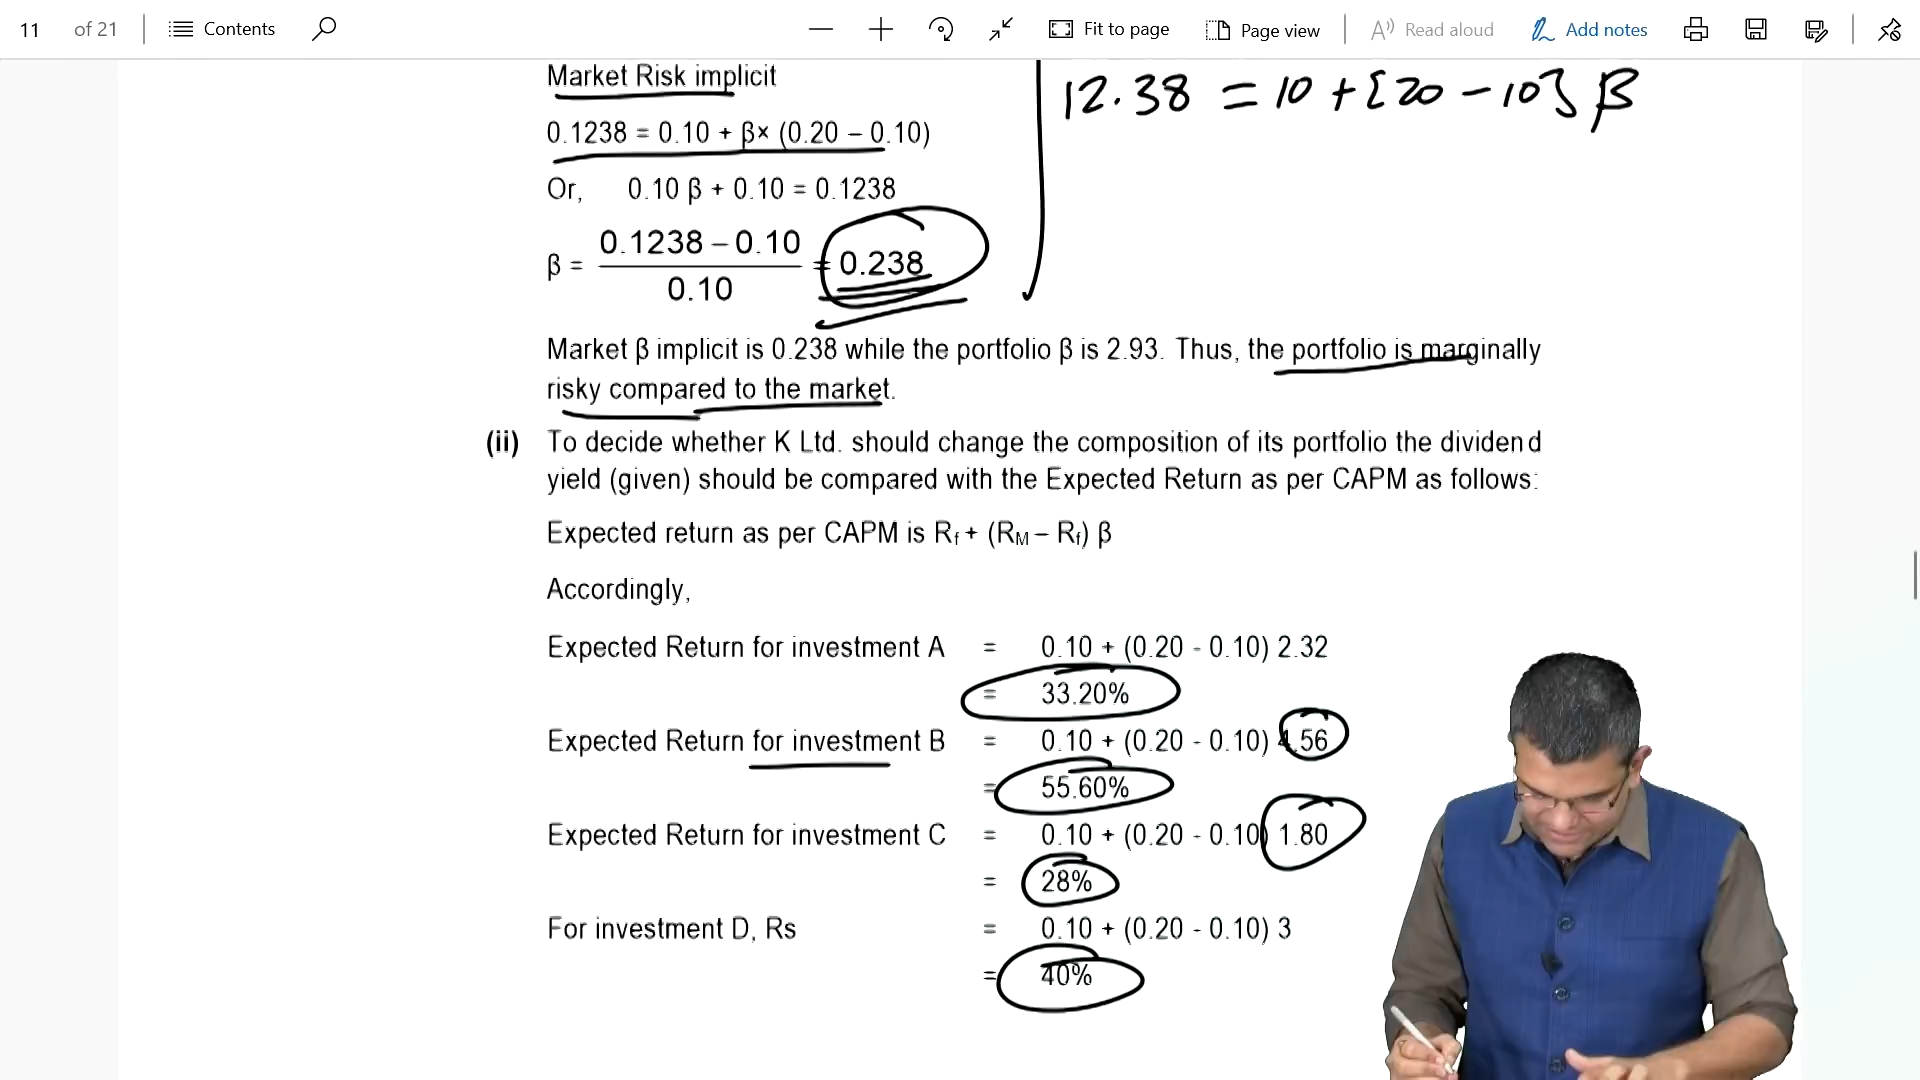 11 of 21 Contents Fit to page Page view Read aloud Add notes
Market Risk implicit
12.38 = 10 + {20 - 10} β
0.1238 = 0.10 + β× (0.20 – 0.10)
Or, 0.10 β + 0.10 = 0.1238
β = 0.1238 – 0.10 / 0.10 = 0.238
Market β implicit is 0.238 while the portfolio β is 2.93. Thus, the portfolio is marginally
risky compared to the market.
(ii) To decide whether K Ltd. should change the composition of its portfolio the dividend
yield (given) should be compared with the Expected Return as per CAPM as follows:
Expected return as per CAPM is Rf + (RM – Rf) β
Accordingly,
Expected Return for investment A = 0.10 + (0.20 - 0.10) 2.32
= 33.20%
Expected Return for investment B = 0.10 + (0.20 - 0.10) 4.56
= 55.60%
Expected Return for investment C = 0.10 + (0.20 - 0.10) 1.80
= 28%
For investment D, Rs = 0.10 + (0.20 - 0.10) 3
= 40%